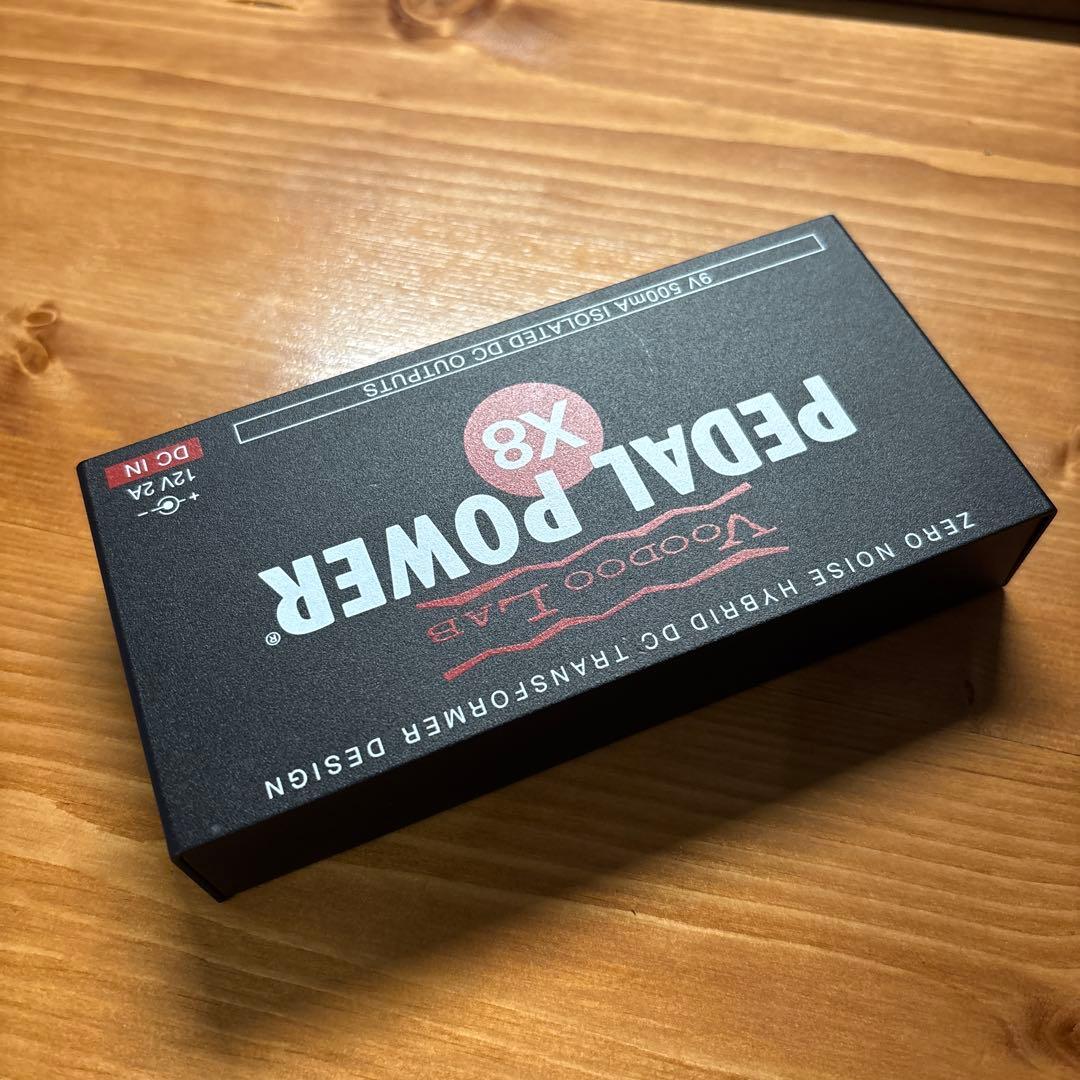 ZERO NOISE HYBRID DC TRANSFORMER DESIGN
VOODOO LAB
PEDAL POWER®
X8
9V 500mA ISOLATED DC OUTPUTS
+ -
12V 2A
DC IN